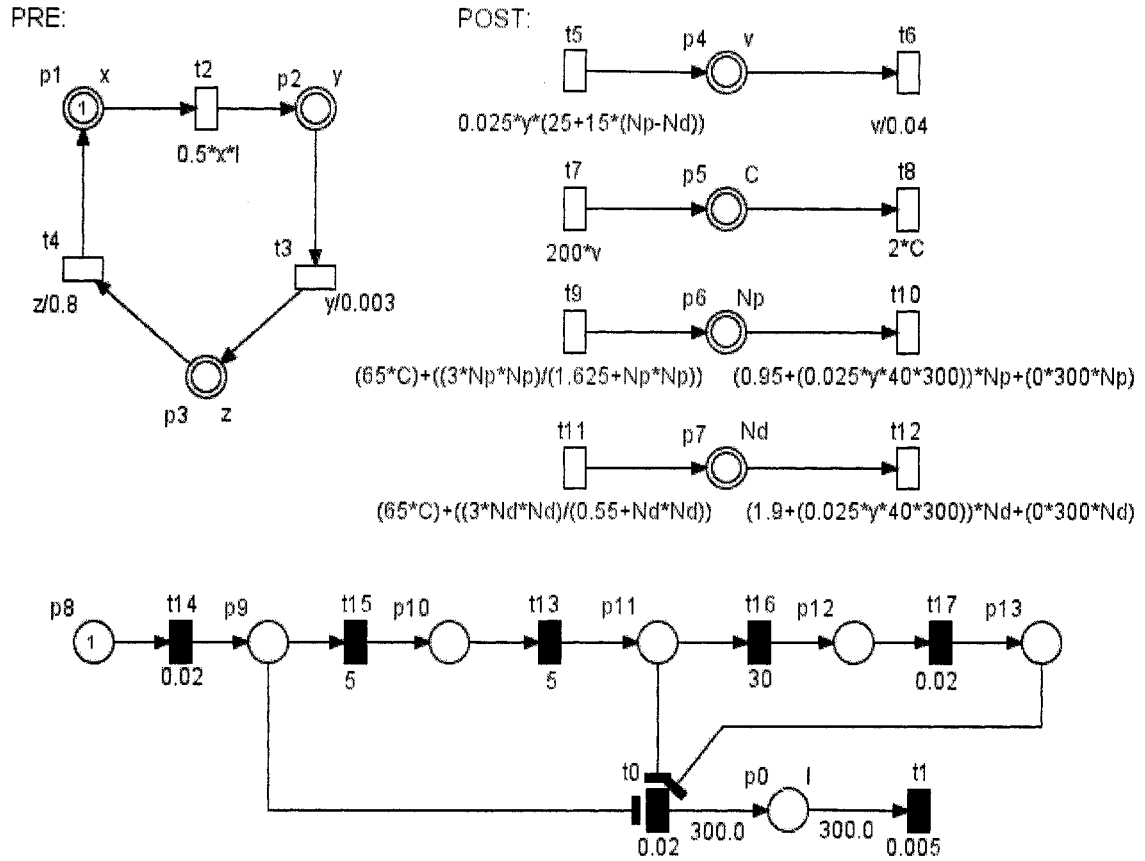 PRE:
POST:
p1 x
1
t2
0.5*x*I
p2 y
t4
z/0.8
t3
y/0.003
p3 z
t5
0.025*y*(25+15*(Np-Nd))
p4 v
t6
v/0.04
t7
200*v
p5 C
t8
2*C
t9
(65*C)+((3*Np*Np)/(1.625+Np*Np))
p6 Np
t10
(0.95+(0.025*y*40*300))*Np+(0*300*Np)
t11
(65*C)+((3*Nd*Nd)/(0.55+Nd*Nd))
p7 Nd
t12
(1.9+(0.025*y*40*300))*Nd+(0*300*Nd)
p8
1
t14
0.02
p9
t15
5
p10
t13
5
p11
t16
30
p12
t17
0.02
p13
t0
0.02
300.0
p0 I
300.0
t1
0.005